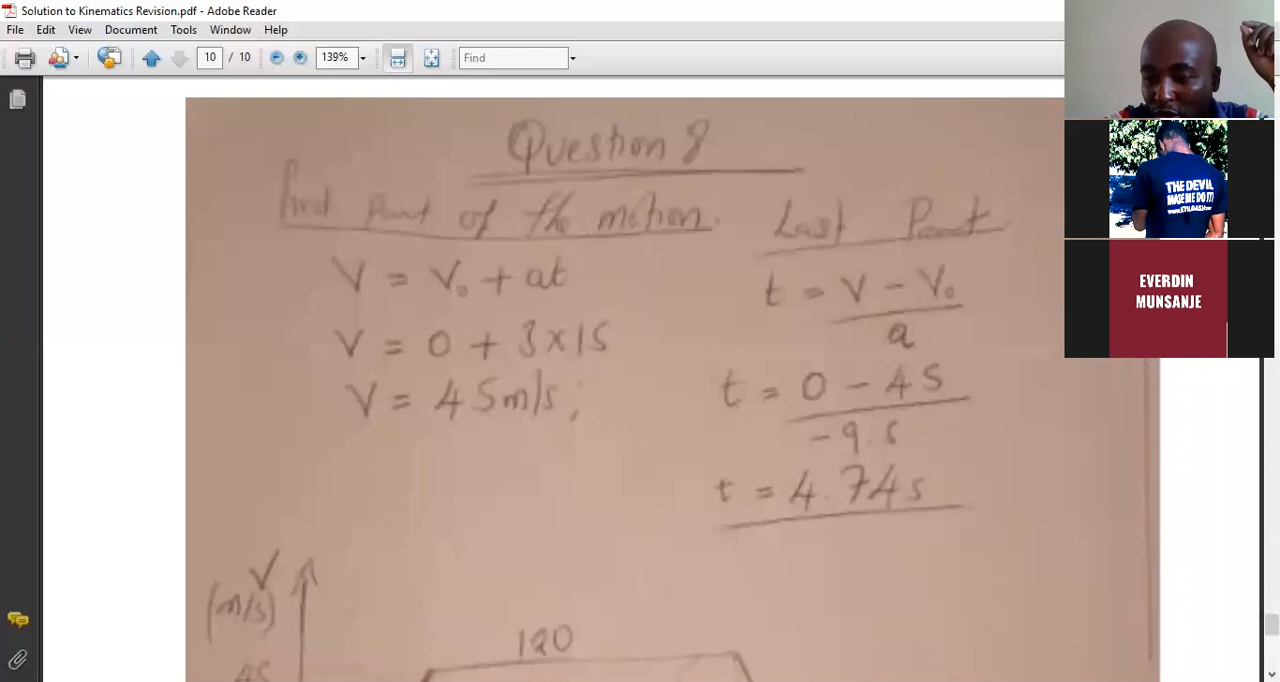 Solution to Kinematics Revision.pdf - Adobe Reader
File Edit View Document Tools Window Help
10 / 10 139% Find
Question 8
First Part of the motion.
V = V₀ + at
V = 0 + 3×15
V = 45m/s;
Last Part
t = V - V₀
a
t = 0 - 45
-9.5
t = 4.74s
V
(m/s)
45
120
THE DEVIL
MADE ME DO IT!
EVERDIN
MUNSANJE